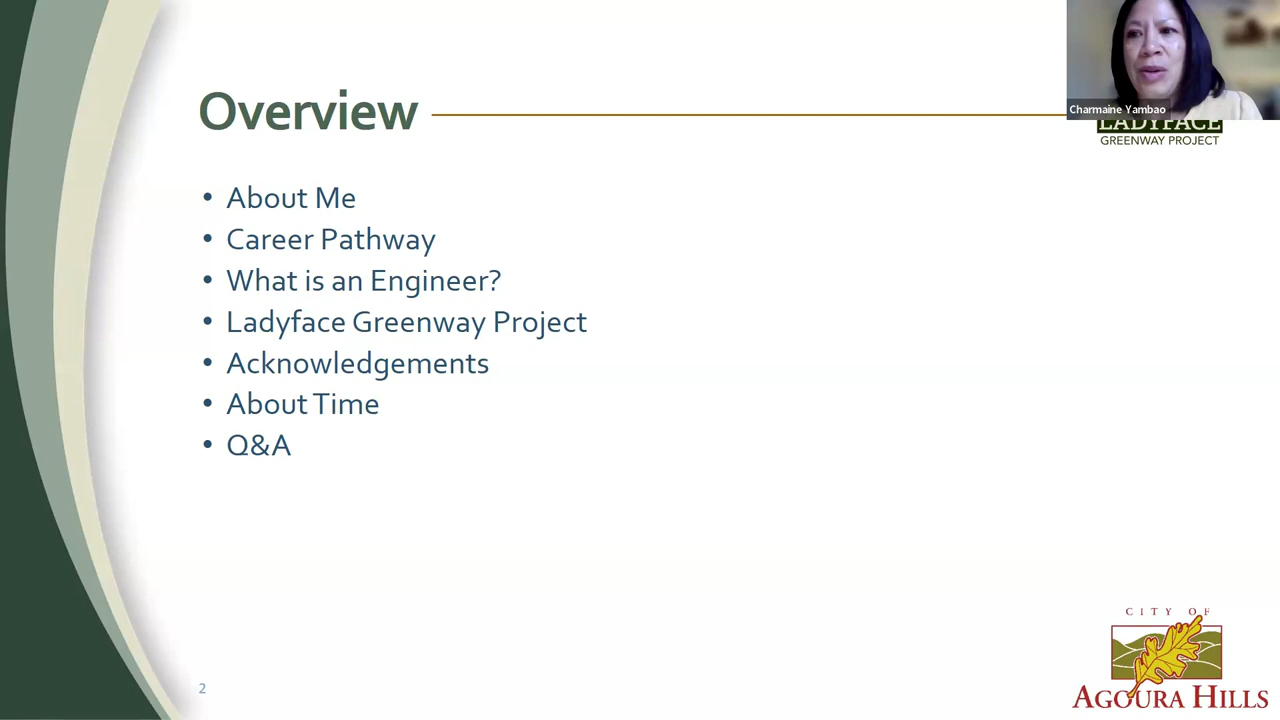 Overview
Charmaine Yambao
LADYFACE
GREENWAY PROJECT
• About Me
• Career Pathway
• What is an Engineer?
• Ladyface Greenway Project
• Acknowledgements
• About Time
• Q&A
2
CITY OF
AGOURA HILLS